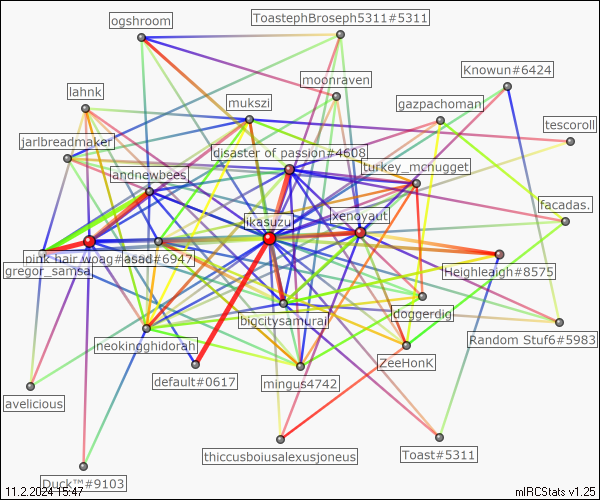 ogshroom
ToastephBroseph5311#5311
moonraven
Knowun#6424
lahnk
mukszi
gazpachoman
tescoroll
jarlbreadmaker
disaster of passion#4608
andnewbees
turkey_mcnugget
ikasuzu
xenoyaut
facadas.
pink hair woag#asad#6947
gregor_samsa
Heighleaigh#8575
bigcitysamurai
doggerdig
neokingghidorah
Random Stuf6#5983
default#0617
mingus4742
ZeeHonK
avelicious
thiccusboiusalexusjoneus
Toast#5311
Duck™#9103
11.2.2024 15:47
mIRCStats v1.25